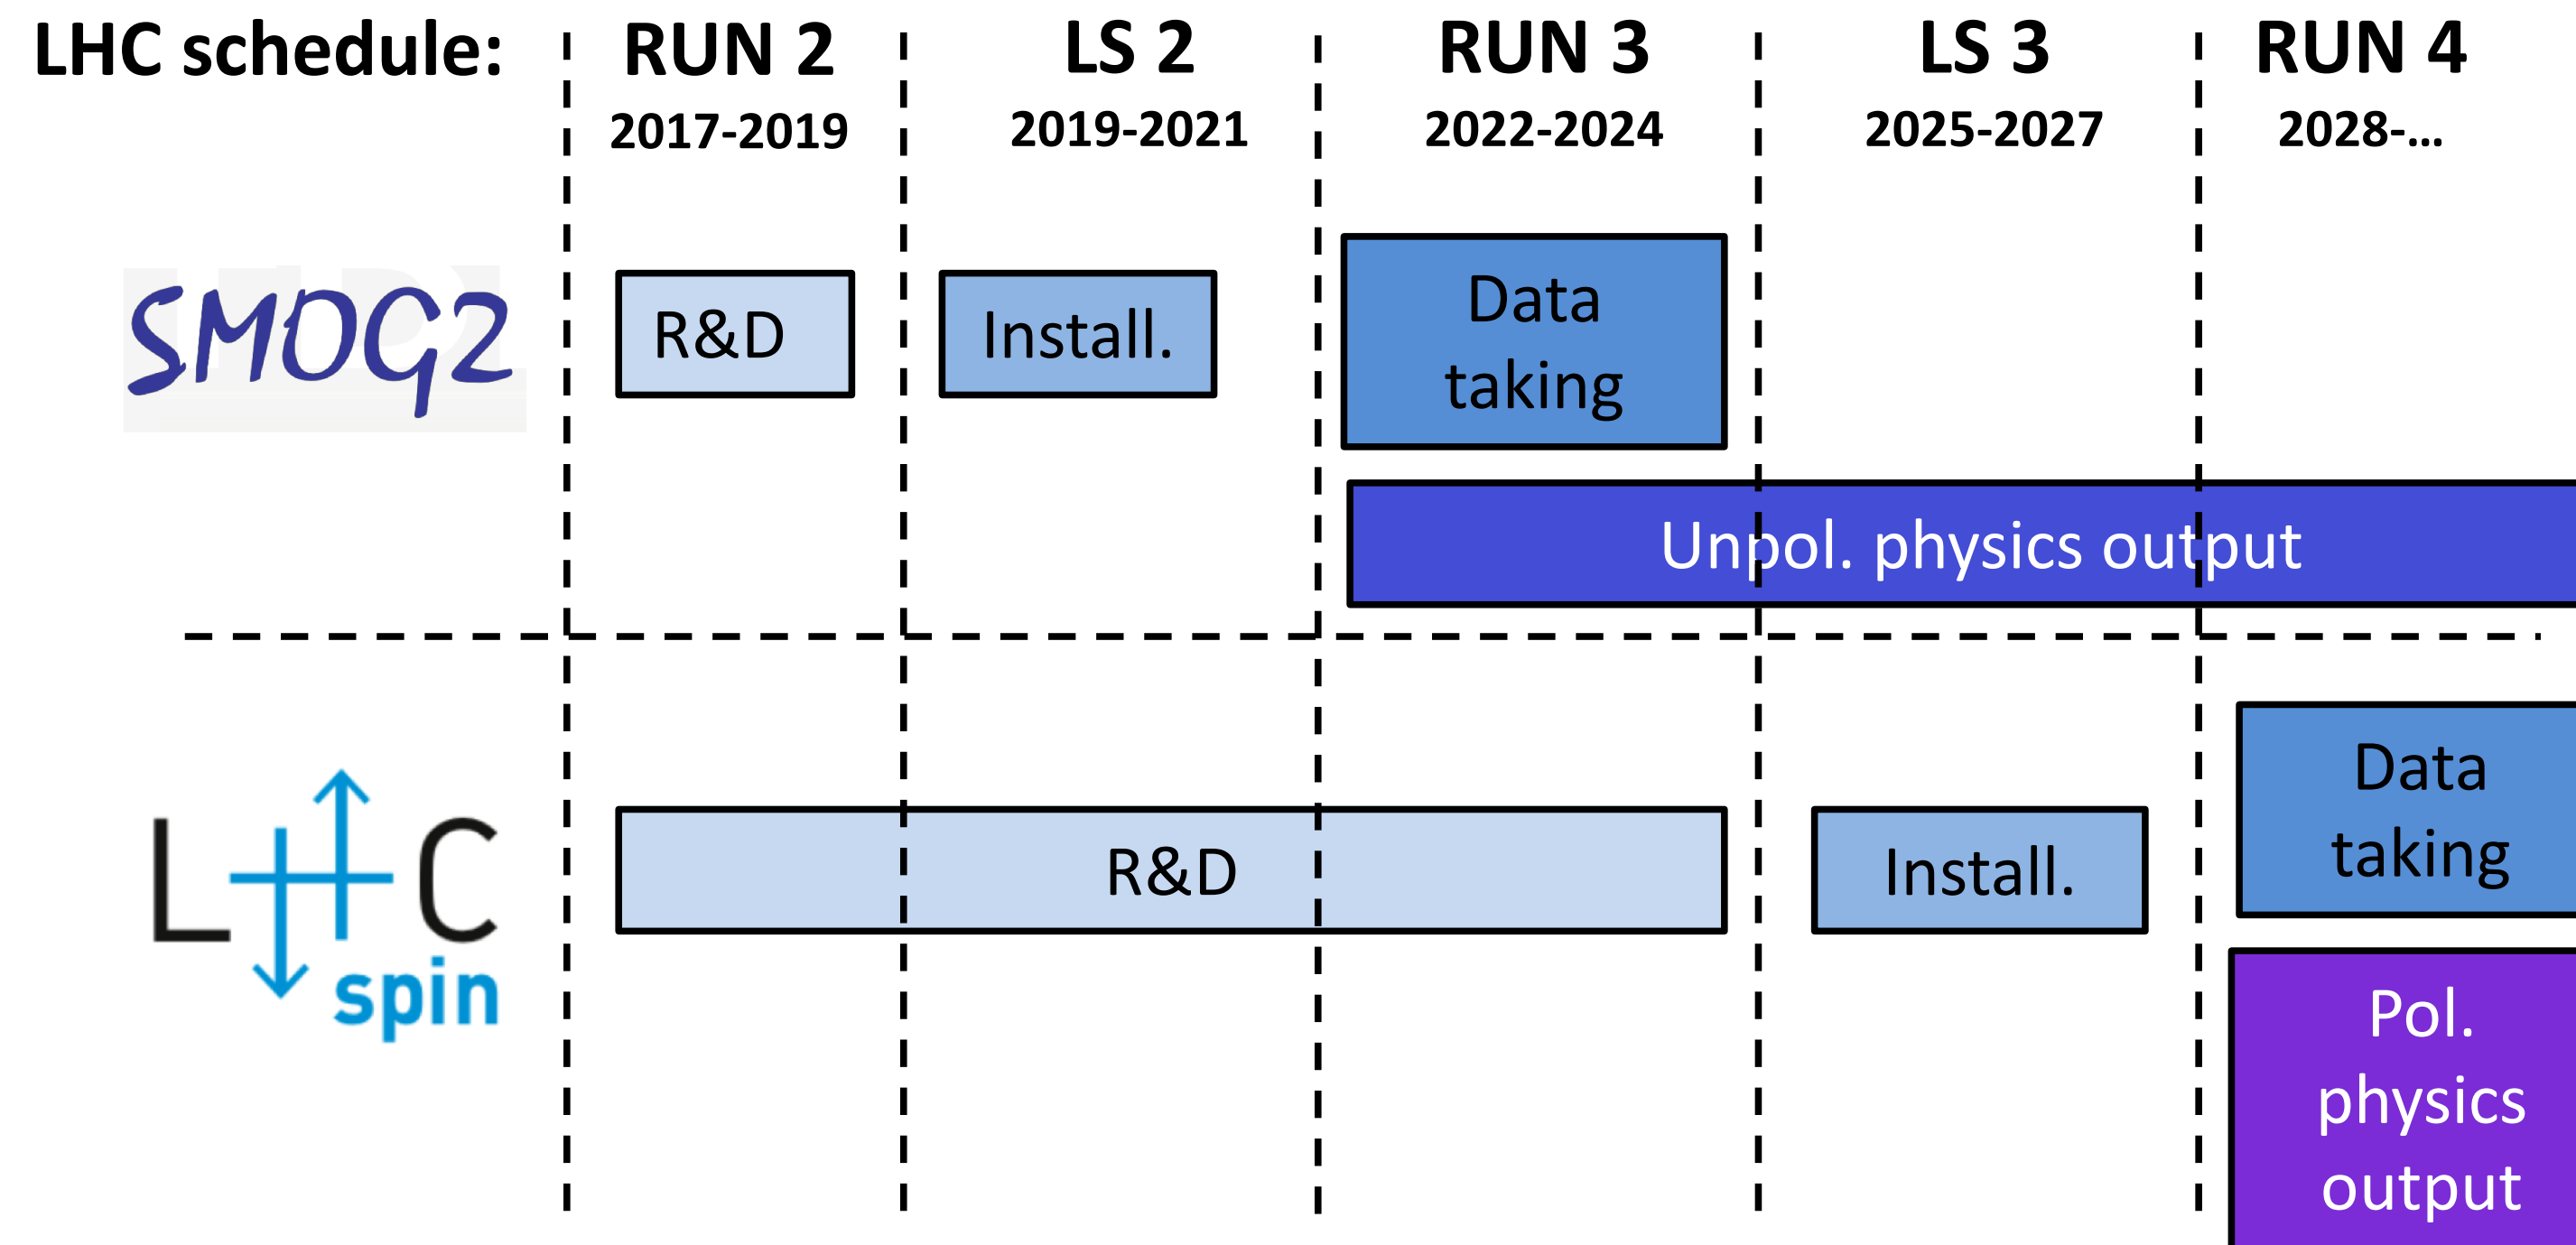 LHC schedule: RUN 2 LS 2 RUN 3 LS 3 RUN 4
2017-2019 2019-2021 2022-2024 2025-2027 2028-...
SMOG2
R&D
Install.
Data
taking
Unpol. physics output
LHC
spin
R&D
Install.
Data
taking
Pol.
physics
output